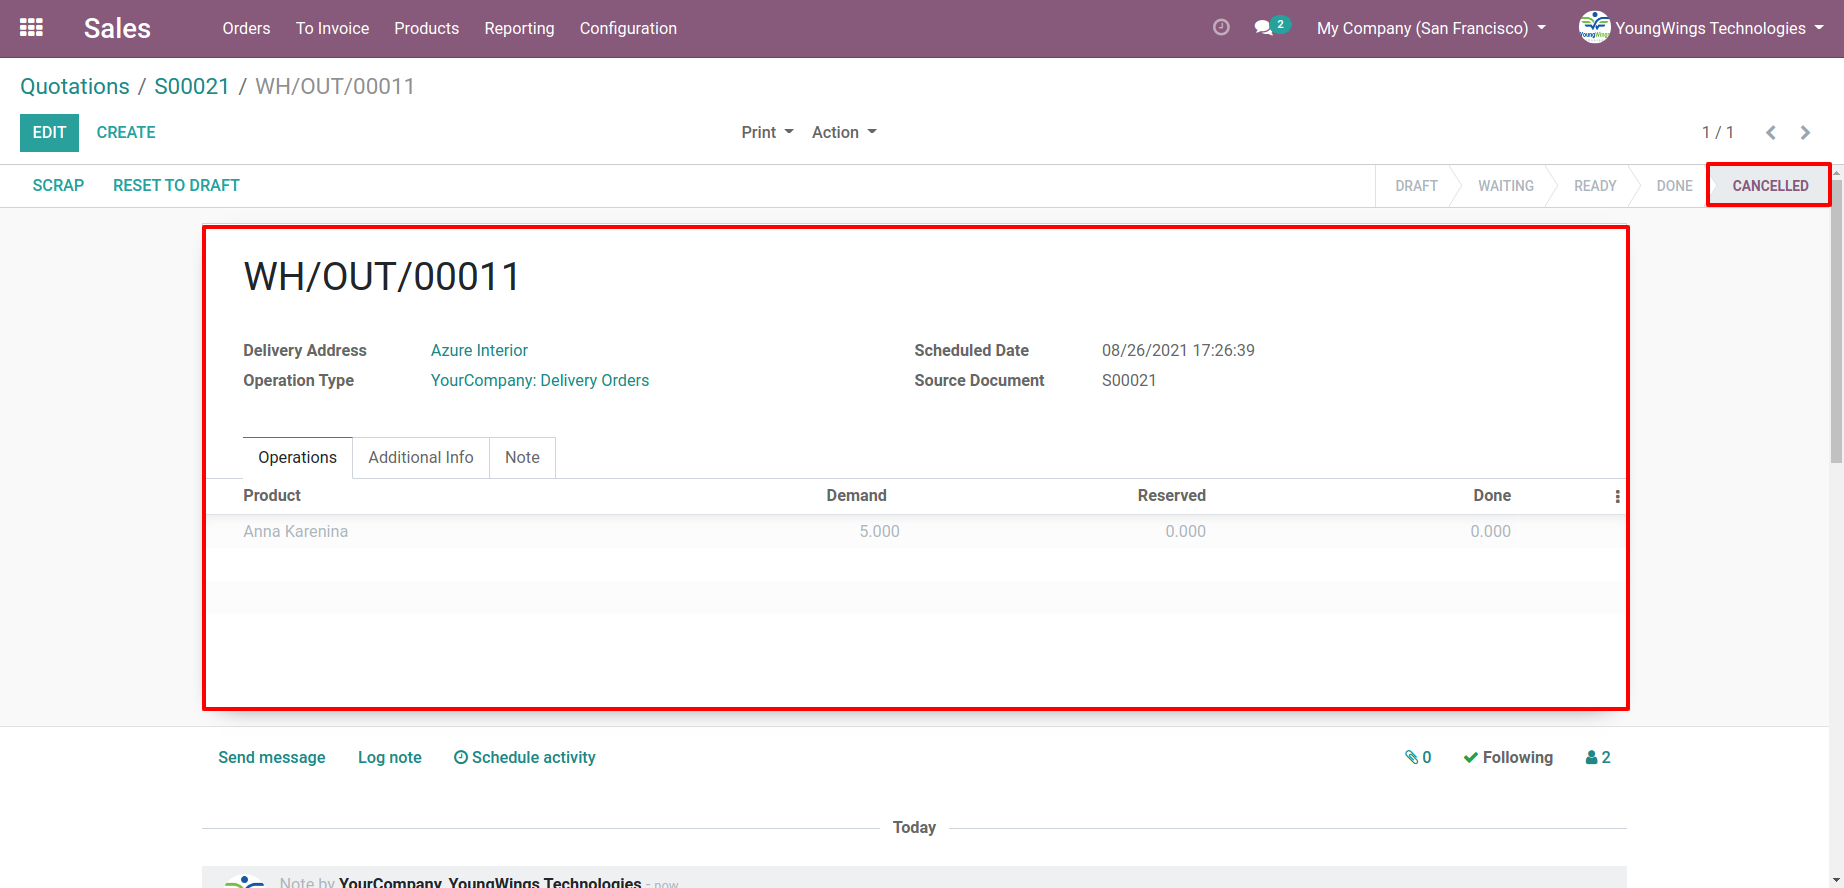 Sales Orders To Invoice Products Reporting Configuration 2 My Company (San Francisco) YoungWings Technologies
Quotations / S00021 / WH/OUT/00011
EDIT CREATE Print Action 1 / 1
SCRAP RESET TO DRAFT DRAFT WAITING READY DONE CANCELLED
WH/OUT/00011
Delivery Address Azure Interior Scheduled Date 08/26/2021 17:26:39
Operation Type YourCompany: Delivery Orders Source Document S00021
Operations Additional Info Note
Product Demand Reserved Done
Anna Karenina 5.000 0.000 0.000
Send message Log note Schedule activity 0 Following 2
Today
Note by YourCompany, YoungWings Technologies - now